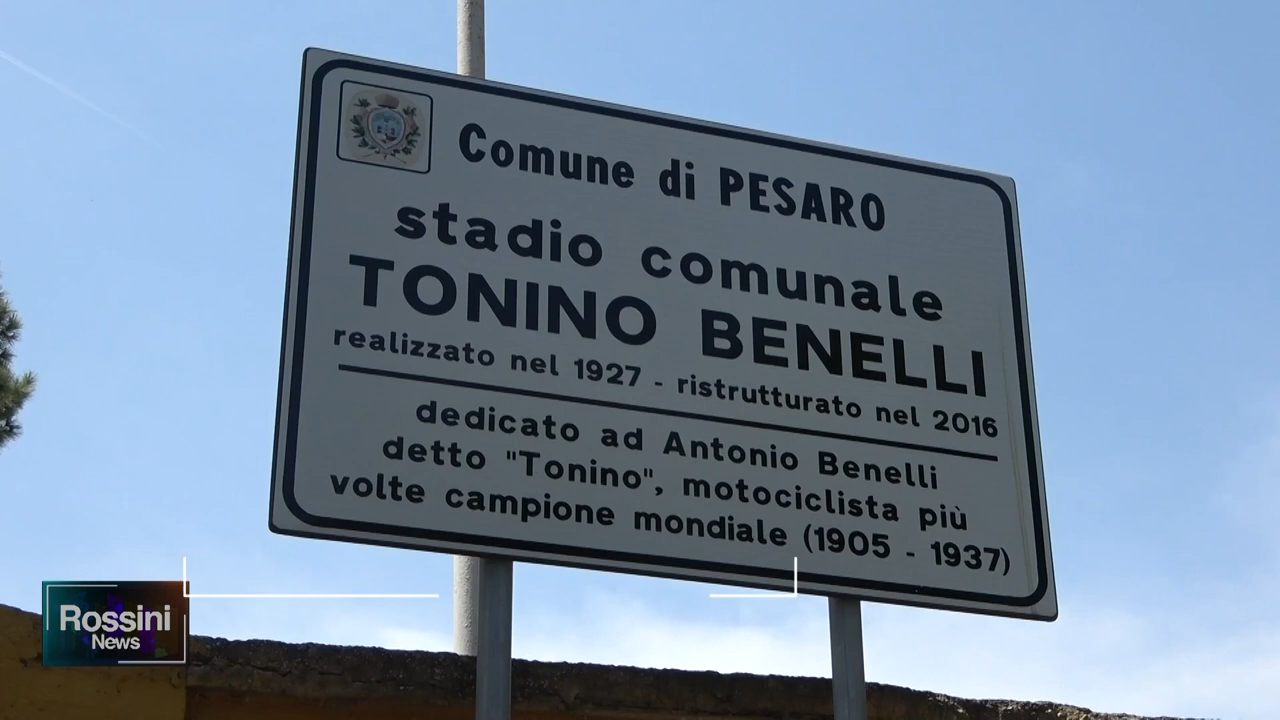 Comune di PESARO
stadio comunale
TONINO BENELLI
realizzato nel 1927 - ristrutturato nel 2016
dedicato ad Antonio Benelli
detto "Tonino", motociclista più
volte campione mondiale (1905 - 1937)
Rossini
News